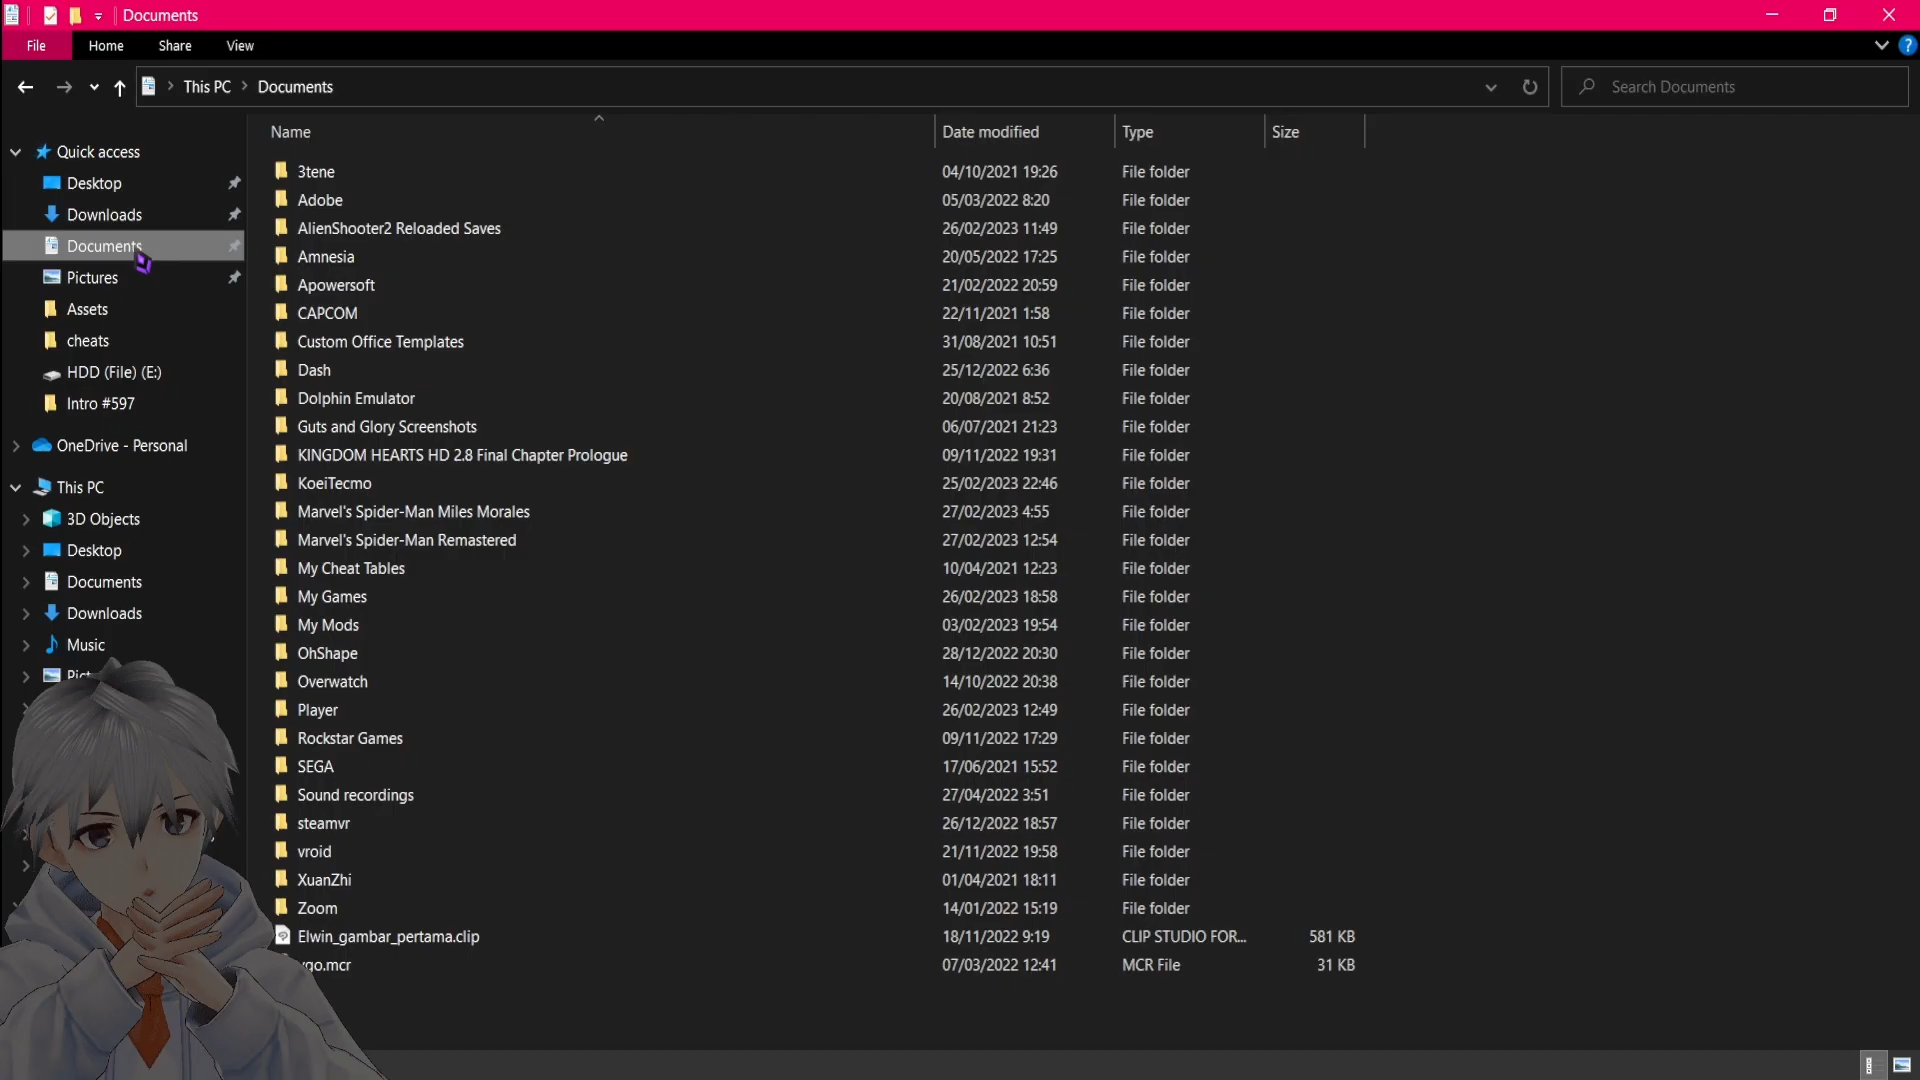 Documents
File Home Share View
This PC > Documents
Search Documents
Name Date modified Type Size
Quick access
Desktop
Downloads
Documents
Pictures
Assets
cheats
HDD (File) (E:)
Intro #597
OneDrive - Personal
This PC
3D Objects
Desktop
Documents
Downloads
Music
3tene 04/10/2021 19:26 File folder
Adobe 05/03/2022 8:20 File folder
AlienShooter2 Reloaded Saves 26/02/2023 11:49 File folder
Amnesia 20/05/2022 17:25 File folder
Apowersoft 21/02/2022 20:59 File folder
CAPCOM 22/11/2021 1:58 File folder
Custom Office Templates 31/08/2021 10:51 File folder
Dash 25/12/2022 6:36 File folder
Dolphin Emulator 20/08/2021 8:52 File folder
Guts and Glory Screenshots 06/07/2021 21:23 File folder
KINGDOM HEARTS HD 2.8 Final Chapter Prologue 09/11/2022 19:31 File folder
KoeiTecmo 25/02/2023 22:46 File folder
Marvel's Spider-Man Miles Morales 27/02/2023 4:55 File folder
Marvel's Spider-Man Remastered 27/02/2023 12:54 File folder
My Cheat Tables 10/04/2021 12:23 File folder
My Games 26/02/2023 18:58 File folder
My Mods 03/02/2023 19:54 File folder
OhShape 28/12/2022 20:30 File folder
Overwatch 14/10/2022 20:38 File folder
Player 26/02/2023 12:49 File folder
Rockstar Games 09/11/2022 17:29 File folder
SEGA 17/06/2021 15:52 File folder
Sound recordings 27/04/2022 3:51 File folder
steamvr 26/12/2022 18:57 File folder
vroid 21/11/2022 19:58 File folder
XuanZhi 01/04/2021 18:11 File folder
Zoom 14/01/2022 15:19 File folder
Elwin_gambar_pertama.clip 18/11/2022 9:19 CLIP STUDIO FOR... 581 KB
07/03/2022 12:41 MCR File 31 KB